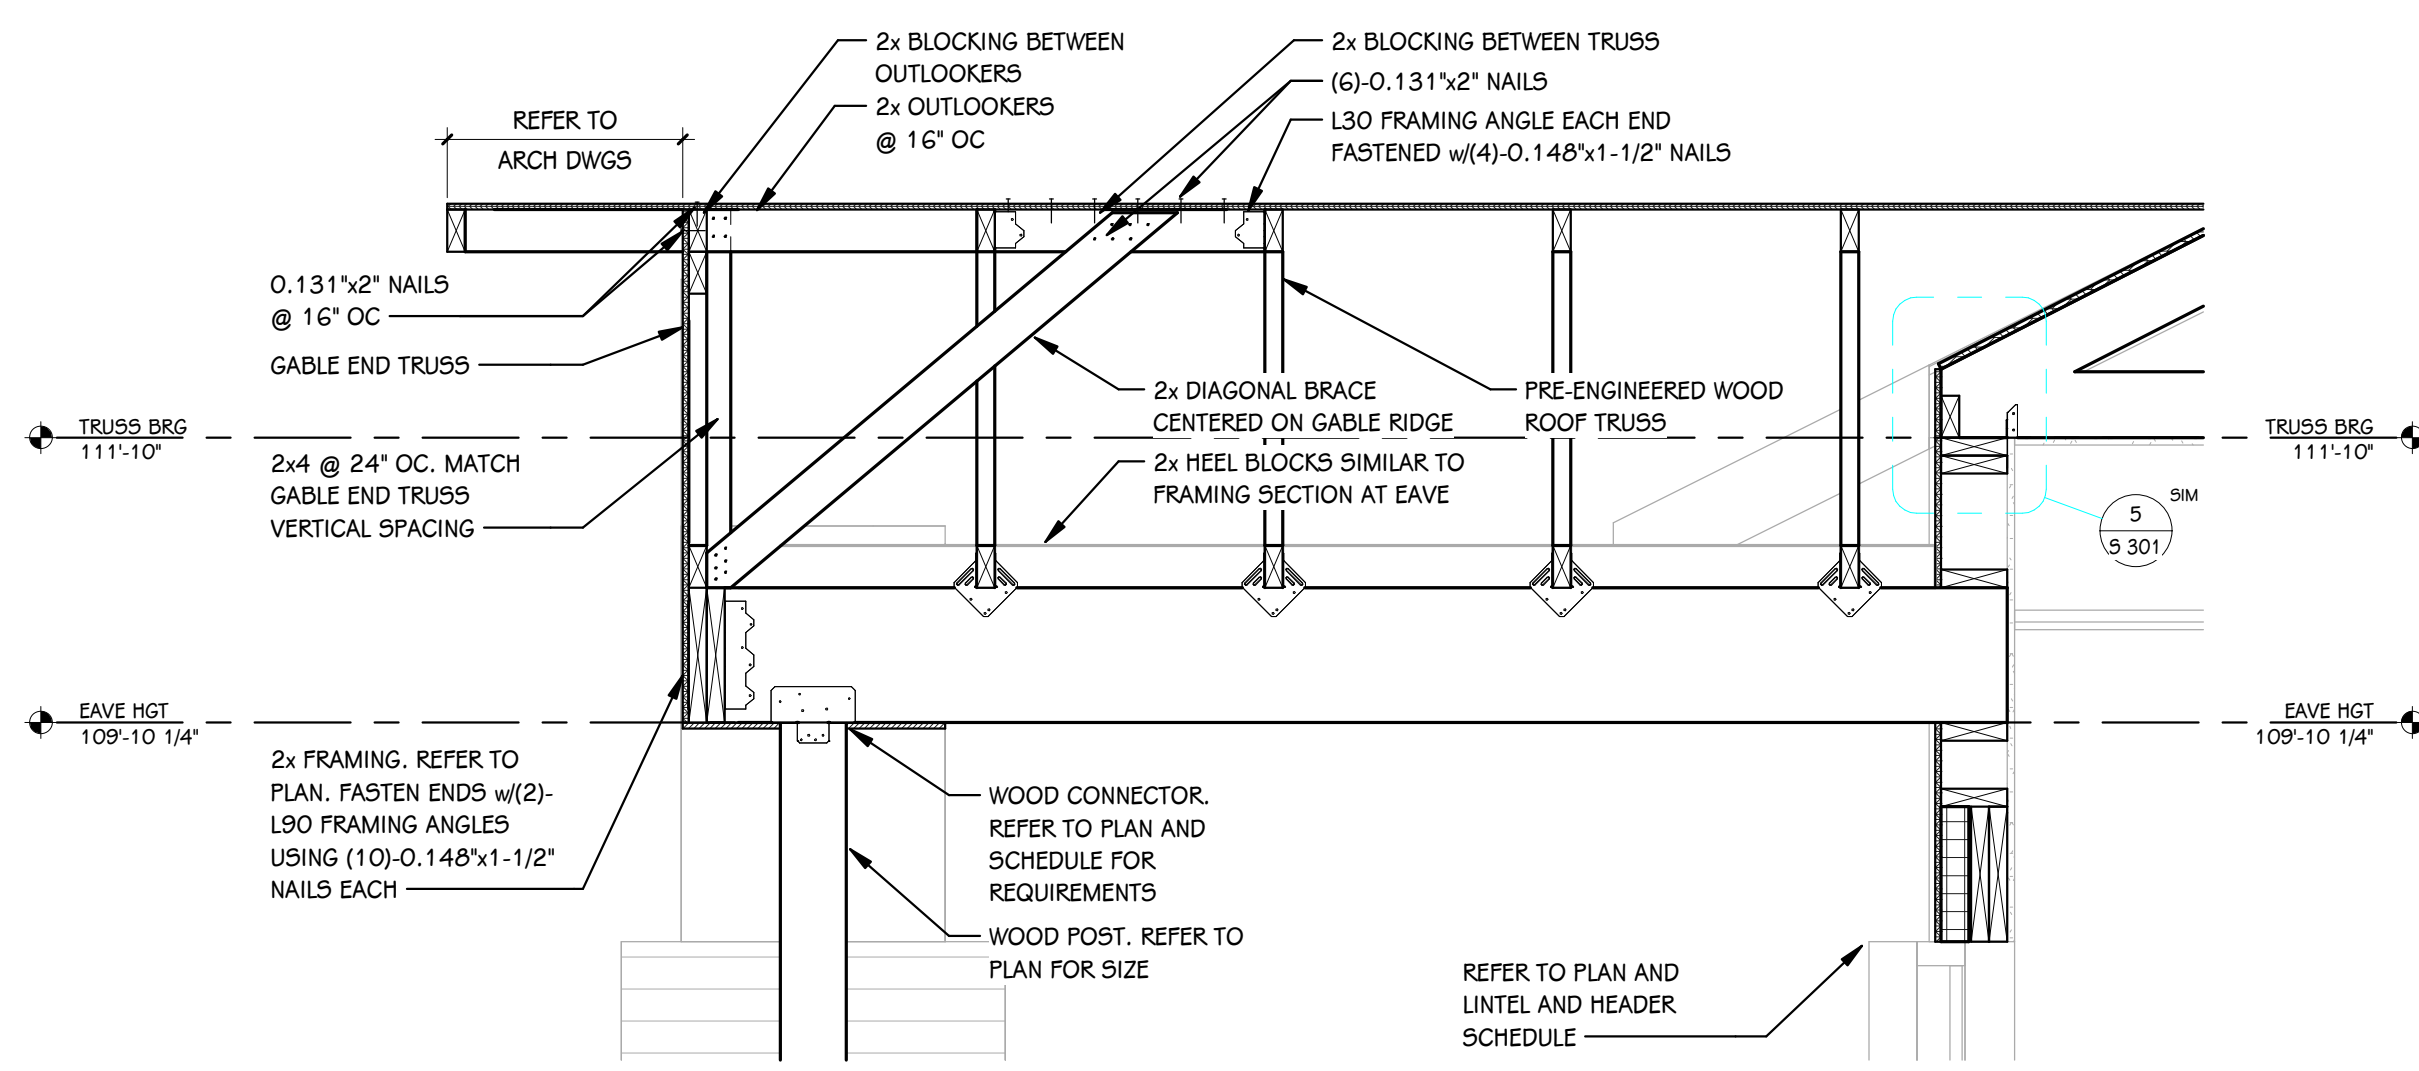 2x BLOCKING BETWEEN
OUTLOOKERS
2x OUTLOOKERS
@ 16" OC
2x BLOCKING BETWEEN TRUSS
(6)-0.131"x2" NAILS
L30 FRAMING ANGLE EACH END
FASTENED w/(4)-0.148"x1-1/2" NAILS
REFER TO
ARCH DWGS
0.131"x2" NAILS
@ 16" OC
GABLE END TRUSS
TRUSS BRG
111'-10"
2x4 @ 24" OC. MATCH
GABLE END TRUSS
VERTICAL SPACING
2x DIAGONAL BRACE
CENTERED ON GABLE RIDGE
2x HEEL BLOCKS SIMILAR TO
FRAMING SECTION AT EAVE
PRE-ENGINEERED WOOD
ROOF TRUSS
TRUSS BRG
111'-10"
SIM
5
S 301
EAVE HGT
109'-10 1/4"
EAVE HGT
109'-10 1/4"
2x FRAMING. REFER TO
PLAN. FASTEN ENDS w/(2)-
L90 FRAMING ANGLES
USING (10)-0.148"x1-1/2"
NAILS EACH
WOOD CONNECTOR.
REFER TO PLAN AND
SCHEDULE FOR
REQUIREMENTS
WOOD POST. REFER TO
PLAN FOR SIZE
REFER TO PLAN AND
LINTEL AND HEADER
SCHEDULE